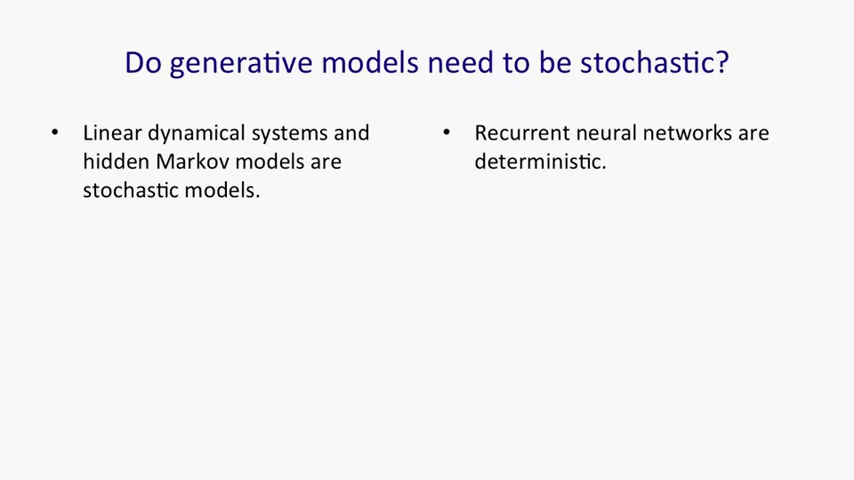 Do generative models need to be stochastic?
• Linear dynamical systems and
hidden Markov models are
stochastic models.
• Recurrent neural networks are
deterministic.